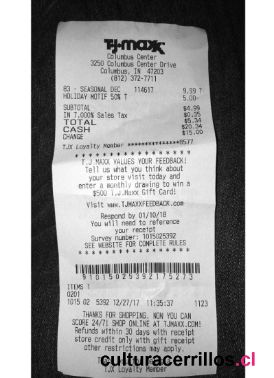 T.J.maxx
Columbus Center
3250 Columbus Center Drive
Columbus, IN 47203
(812) 372-7711
83 - SEASONAL DEC 114617 9.99 T
HOLIDAY MOTIF 50% T 5.00-
SUBTOTAL $4.99
IN 7.000% Sales Tax $0.35
TOTAL $5.34
CASH $20.34
CHANGE $15.00
TJX Loyalty Member
T.J.MAXX VALUES YOUR FEEDBACK!
Tell us what you think about
your store visit today and
enter a monthly drawing to win a
$500 T.J.Maxx Gift Card!
Visit www.TJMAXXFEEDBACK.com
Respond by 01/10/18
You will need to reference
your receipt
Survey number: 1015025392
SEE WEBSITE FOR COMPLETE RULES
ITEMS 1
0201
1015 02 5392 12/27/17 11:35:37 1123
THANKS FOR SHOPPING. NOW YOU CAN
SCORE 24/7! SHOP ONLINE AT TJMAXX.COM!
Refunds within 30 days with receipt
store credit only with gift receipt
other restrictions may apply.
TJX Loyalty Member
culturacerrillos.cl